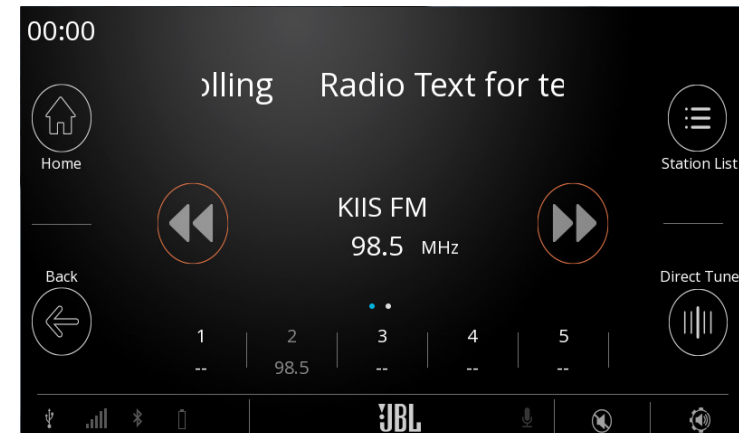 00:00
olling Radio Text for te
Home
Station List
KIIS FM
98.5 MHz
Back
Direct Tune
1 2 3 4 5
-- 98.5 -- -- --
JBL